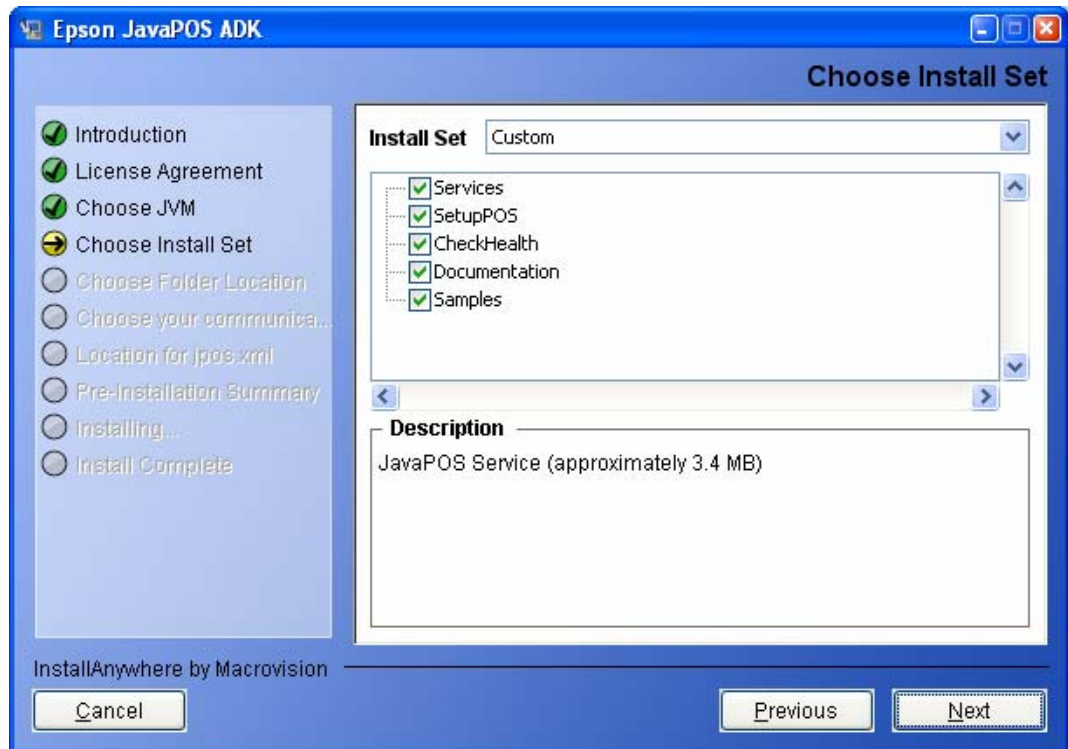 Epson JavaPOS ADK
Choose Install Set
Introduction
License Agreement
Choose JVM
Choose Install Set
Choose Folder Location
Choose your communica...
Location for jpos.xml
Pre-Installation Summary
Installing...
Install Complete
Install Set Custom
Services
SetupPOS
CheckHealth
Documentation
Samples
Description
JavaPOS Service (approximately 3.4 MB)
InstallAnywhere by Macrovision
Cancel
Previous
Next